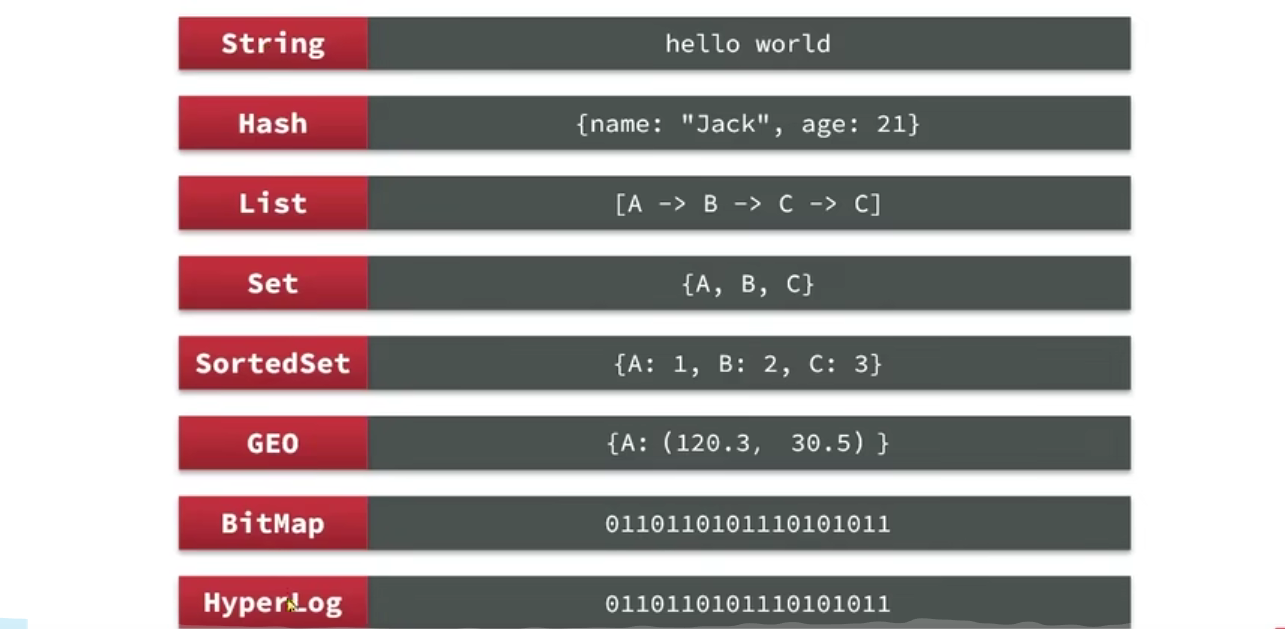 String hello world
Hash {name: "Jack", age: 21}
List [A -> B -> C -> C]
Set {A, B, C}
SortedSet {A: 1, B: 2, C: 3}
GEO {A: (120.3, 30.5) }
BitMap 0110110101110101011
HyperLog 0110110101110101011